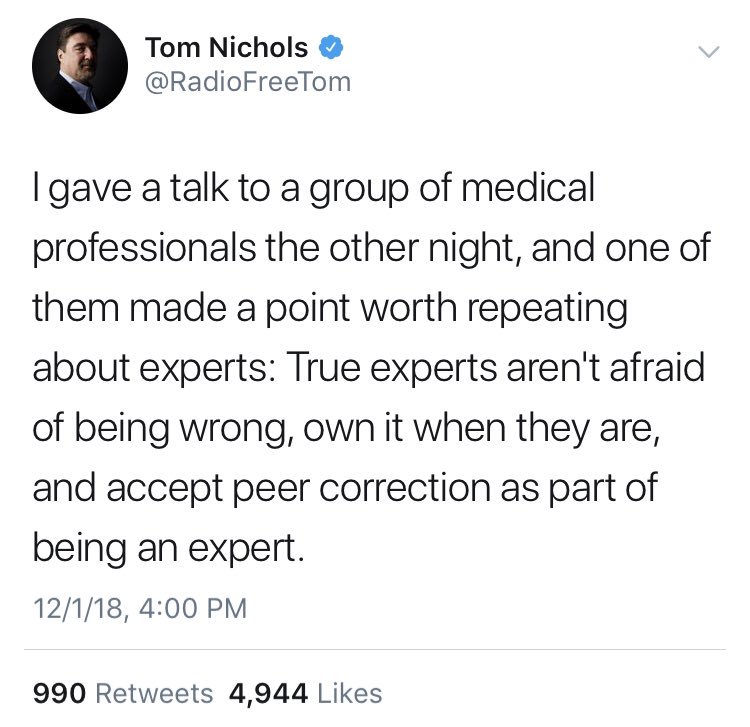 Tom Nichols
@RadioFreeTom
I gave a talk to a group of medical
professionals the other night, and one of
them made a point worth repeating
about experts: True experts aren't afraid
of being wrong, own it when they are,
and accept peer correction as part of
being an expert.
12/1/18, 4:00 PM
990 Retweets 4,944 Likes